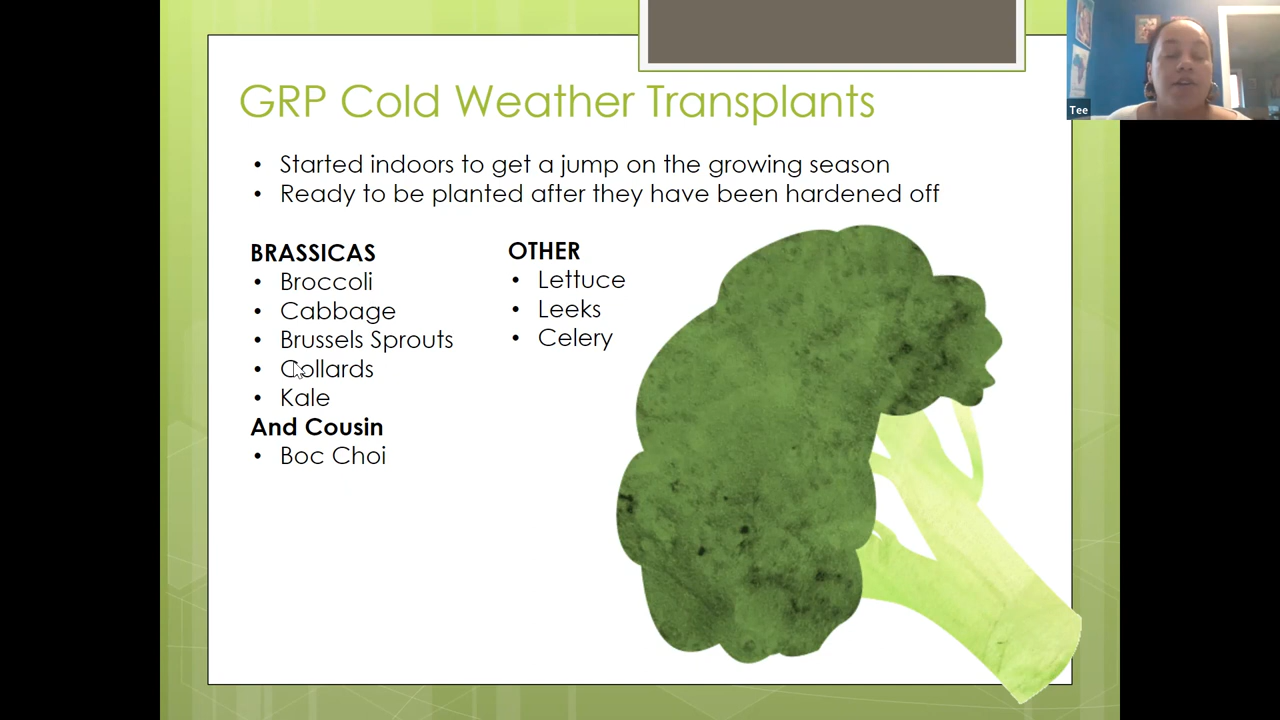 GRP Cold Weather Transplants
• Started indoors to get a jump on the growing season
• Ready to be planted after they have been hardened off
BRASSICAS
• Broccoli
• Cabbage
• Brussels Sprouts
• Collards
• Kale
And Cousin
• Boc Choi
OTHER
• Lettuce
• Leeks
• Celery
Tee